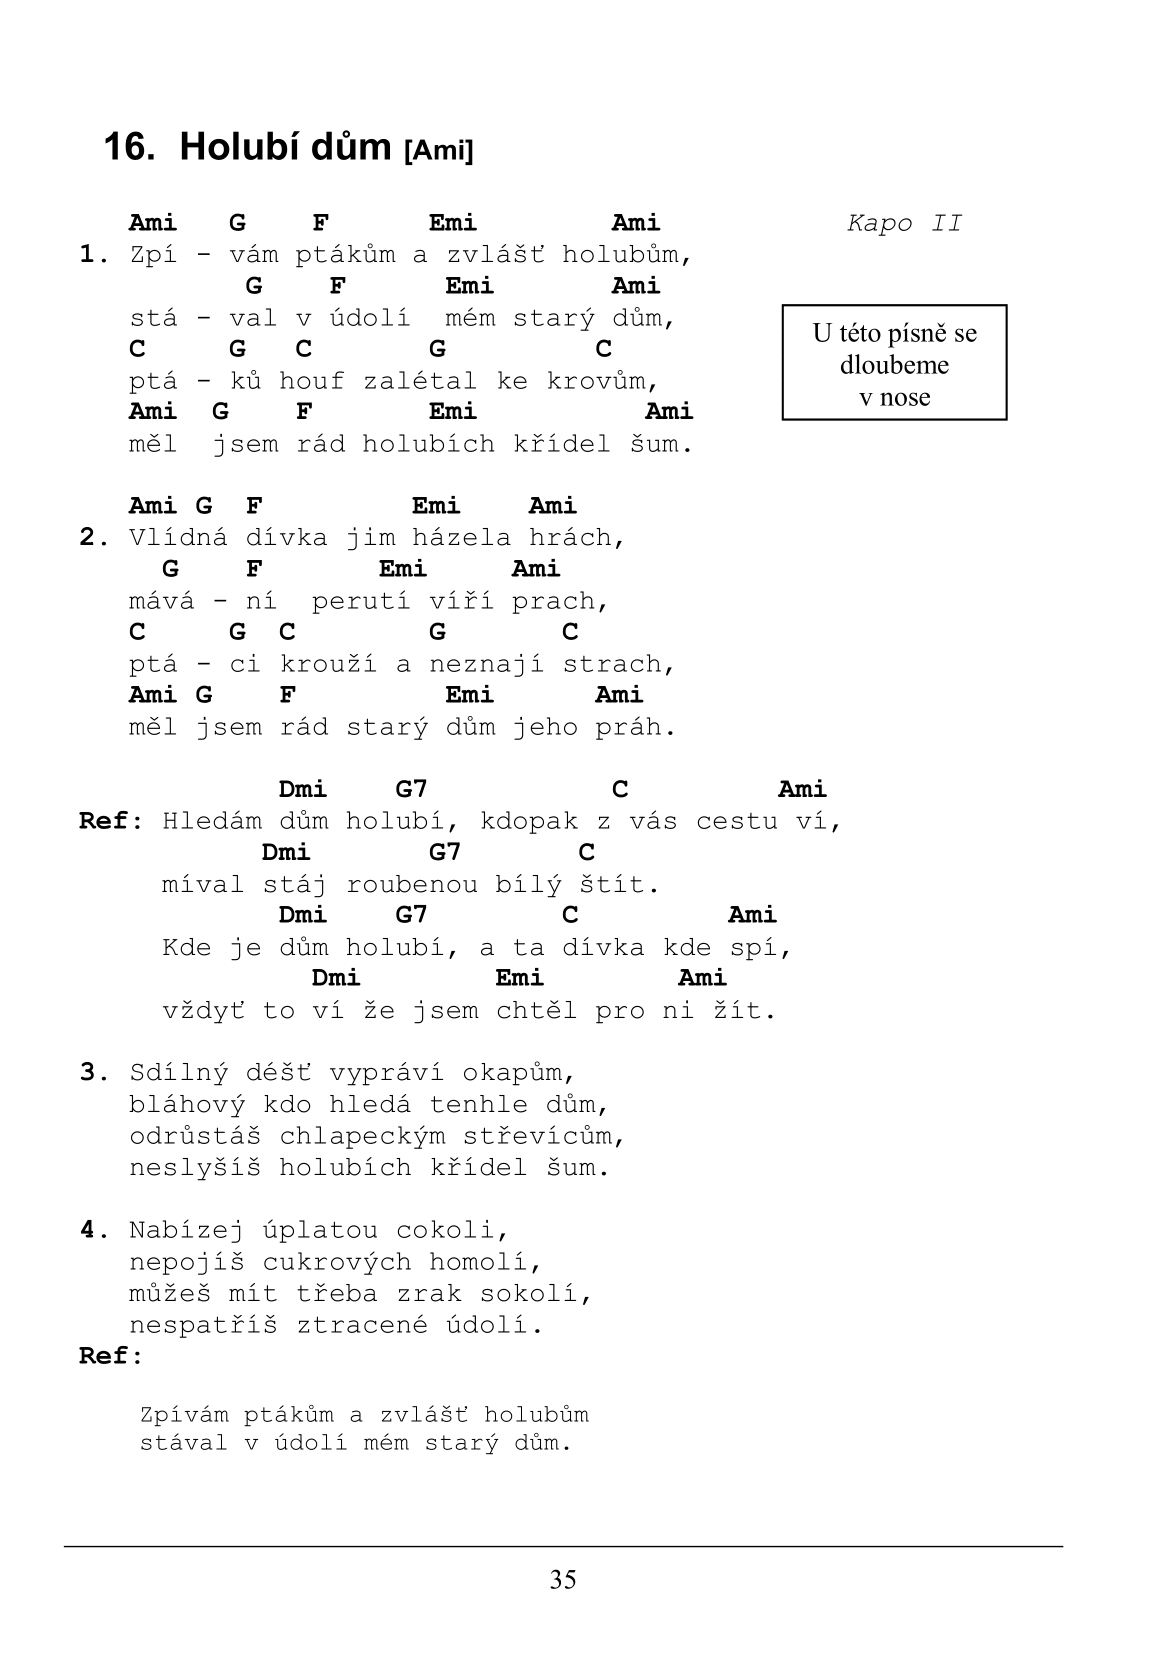 16. Holubí dům [Ami]
Ami G F Emi Ami Kapo II
1. Zpí - vám ptákům a zvlášť holubům,
G F Emi Ami
stá - val v údolí mém starý dům,
C G C G C
ptá - ků houf zalétal ke krovům,
Ami G F Emi Ami
měl jsem rád holubích křídel šum.
U této písně se
dloubeme
v nose
Ami G F Emi Ami
2. Vlídná dívka jim házela hrách,
G F Emi Ami
mává - ní perutí víří prach,
C G C G C
ptá - ci krouží a neznají strach,
Ami G F Emi Ami
měl jsem rád starý dům jeho práh.
Dmi G7 C Ami
Ref: Hledám dům holubí, kdopak z vás cestu ví,
Dmi G7 C
míval stáj roubenou bílý štít.
Dmi G7 C Ami
Kde je dům holubí, a ta dívka kde spí,
Dmi Emi Ami
vždyť to ví že jsem chtěl pro ni žít.
3. Sdílný déšť vypráví okapům,
bláhový kdo hledá tenhle dům,
odrůstáš chlapeckým střevícům,
neslyšíš holubích křídel šum.
4. Nabízej úplatou cokoli,
nepojíš cukrových homolí,
můžeš mít třeba zrak sokolí,
nespatříš ztracené údolí.
Ref:
Zpívám ptákům a zvlášť holubům
stával v údolí mém starý dům.
35